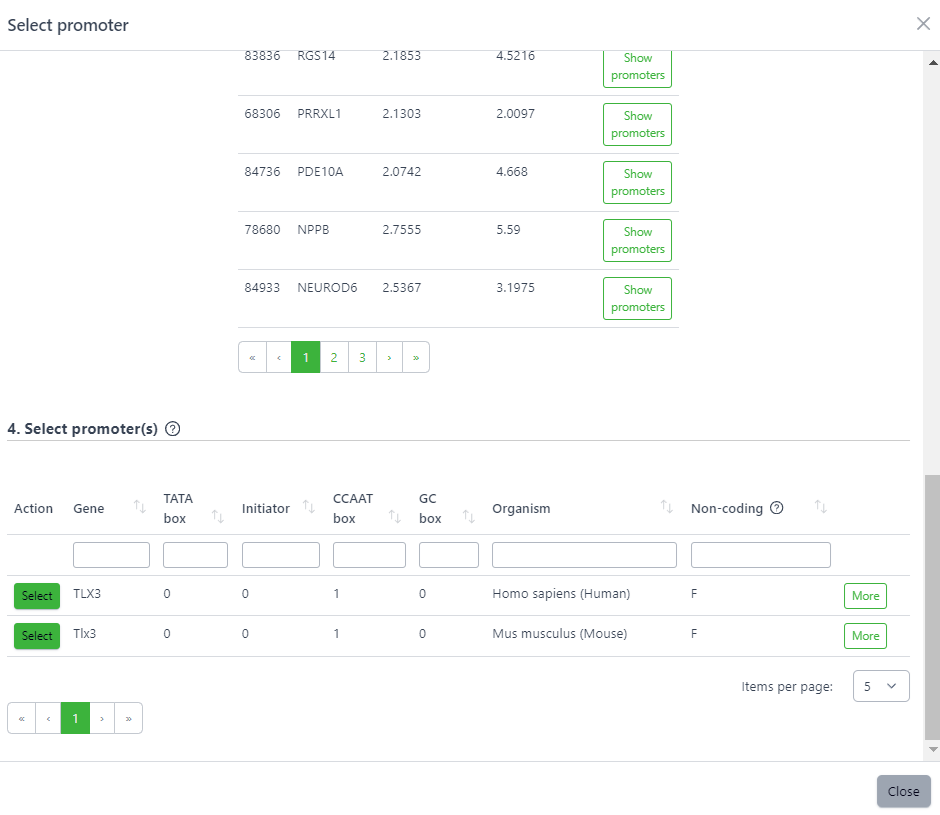 Select promoter
83836 RGS14 2.1853 4.5216 Show promoters
68306 PRRXL1 2.1303 2.0097 Show promoters
84736 PDE10A 2.0742 4.668 Show promoters
78680 NPPB 2.7555 5.59 Show promoters
84933 NEUROD6 2.5367 3.1975 Show promoters
« ‹ 1 2 3 › »
4. Select promoter(s) ?
Action Gene TATA box Initiator CCAAT box GC box Organism Non-coding ?
Select TLX3 0 0 1 0 Homo sapiens (Human) F More
Select Tlx3 0 0 1 0 Mus musculus (Mouse) F More
Items per page: 5
« ‹ 1 › »
Close